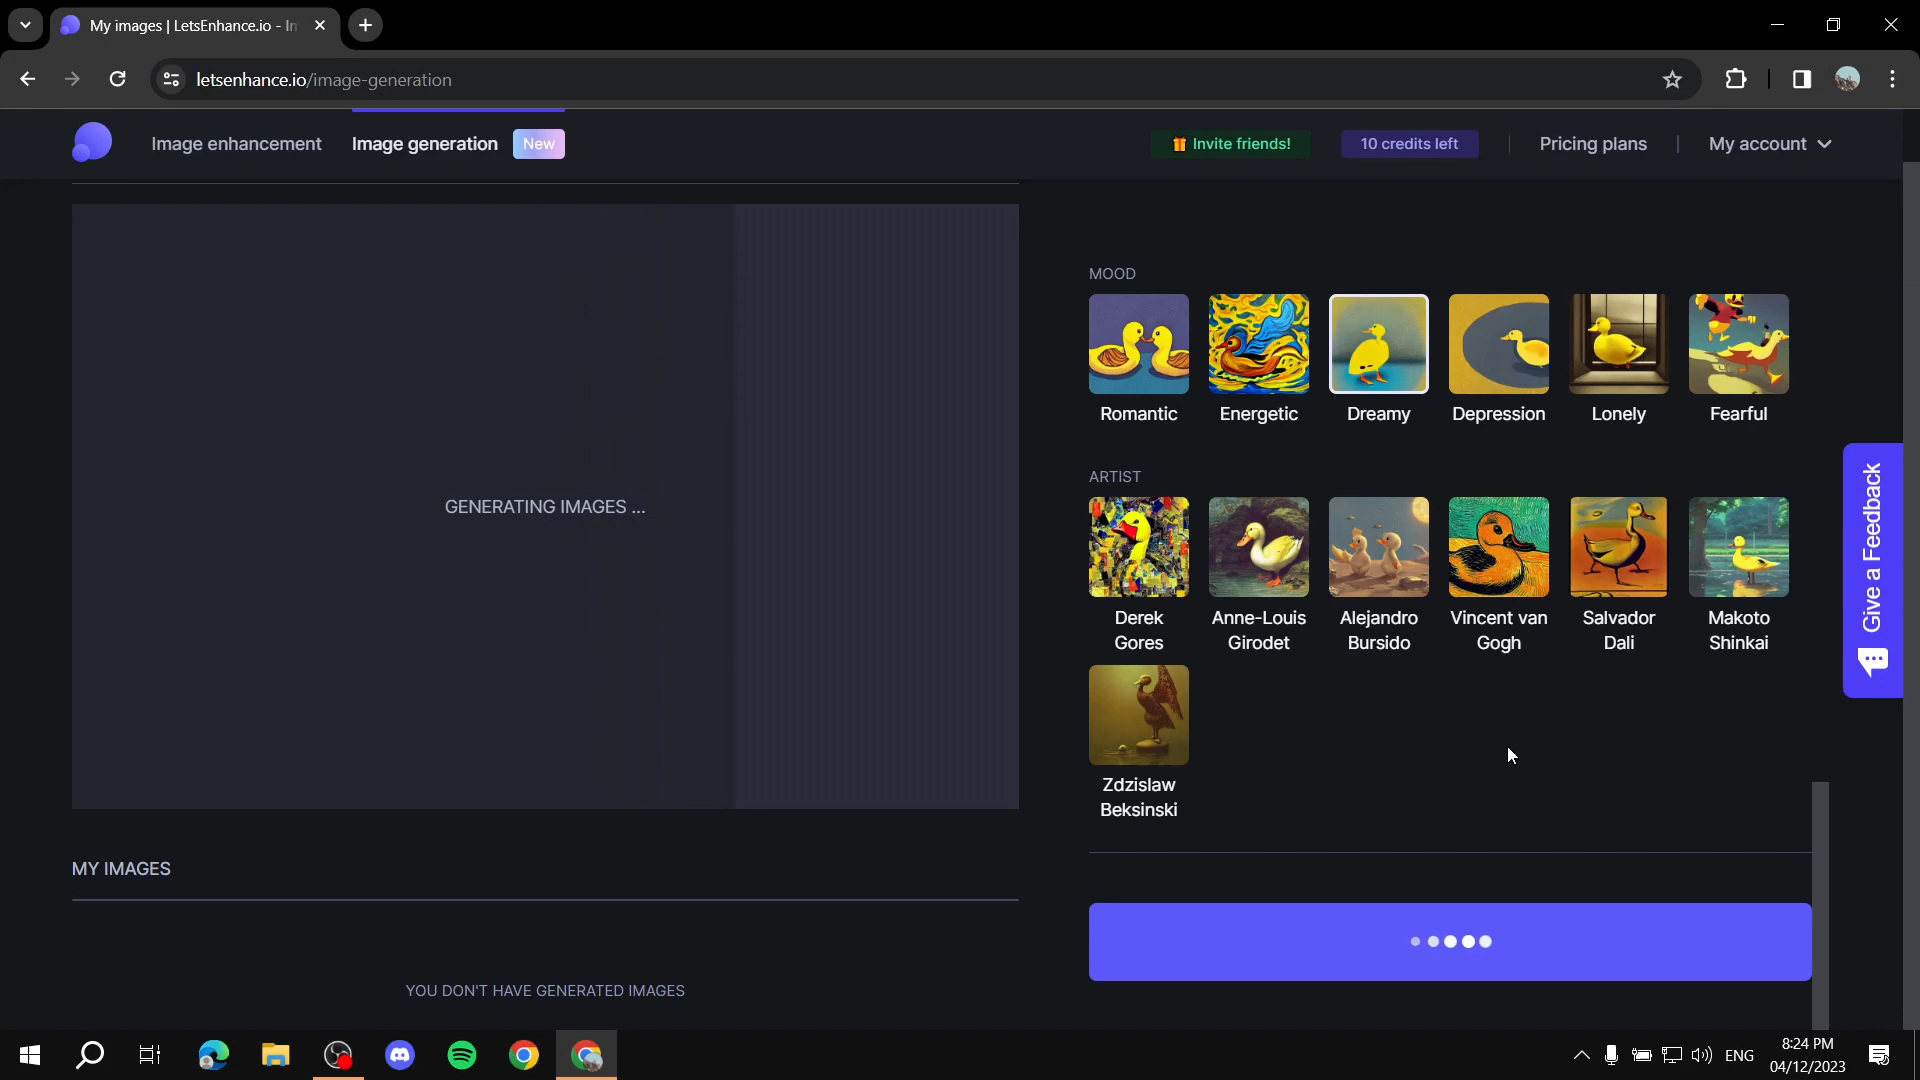 My images | LetsEnhance.io - In
letsenhance.io/image-generation
Image enhancement
Image generation
New
Invite friends!
10 credits left
Pricing plans
My account
MOOD
Romantic
Energetic
Dreamy
Depression
Lonely
Fearful
GENERATING IMAGES ...
ARTIST
Derek
Gores
Anne-Louis
Girodet
Alejandro
Bursido
Vincent van
Gogh
Salvador
Dali
Makoto
Shinkai
Zdzislaw
Beksinski
Give a Feedback
MY IMAGES
YOU DON'T HAVE GENERATED IMAGES
ENG
8:24 PM
04/12/2023